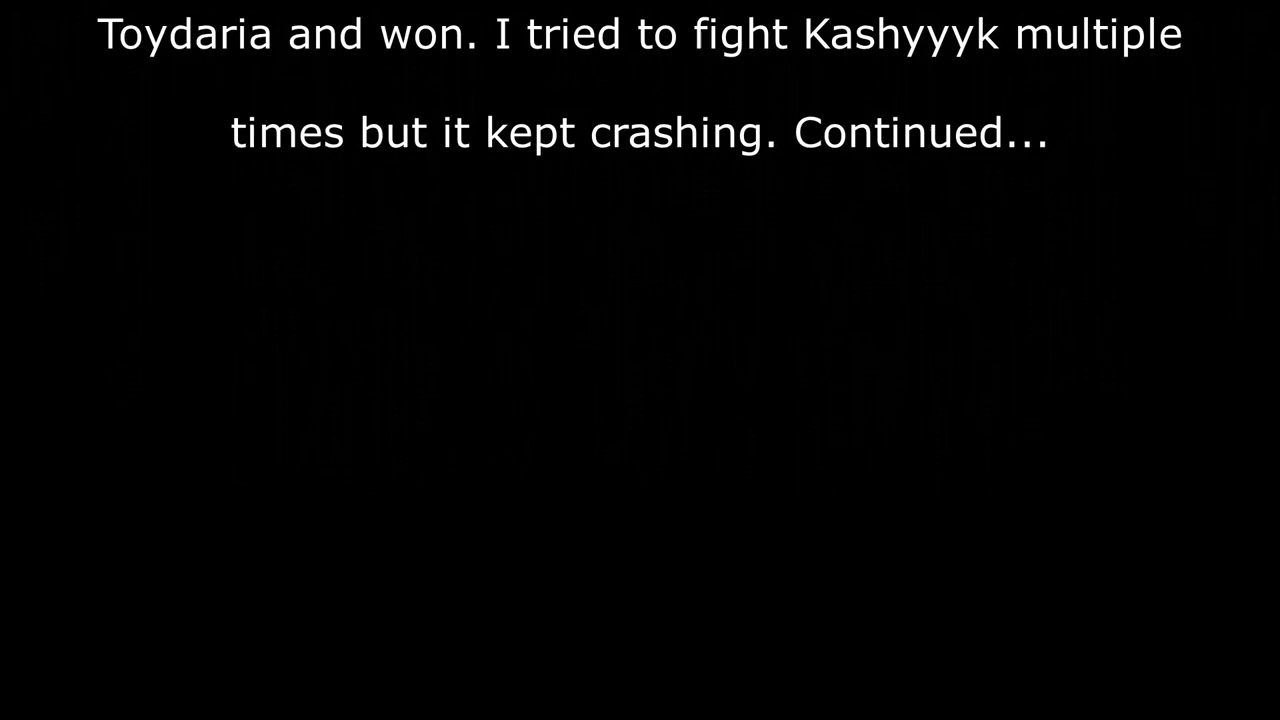 Toydaria and won. I tried to fight Kashyyyk multiple
times but it kept crashing. Continued...